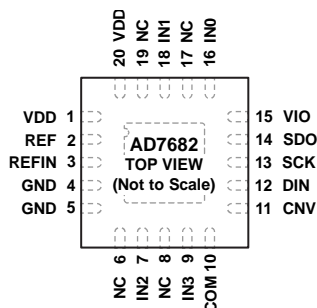 20 VDD
19 NC
18 IN1
17 NC
16 IN0
VDD 1
REF 2
REFIN 3
GND 4
GND 5
AD7682
TOP VIEW
(Not to Scale)
15 VIO
14 SDO
13 SCK
12 DIN
11 CNV
NC 6
IN2 7
NC 8
IN3 9
COM 10